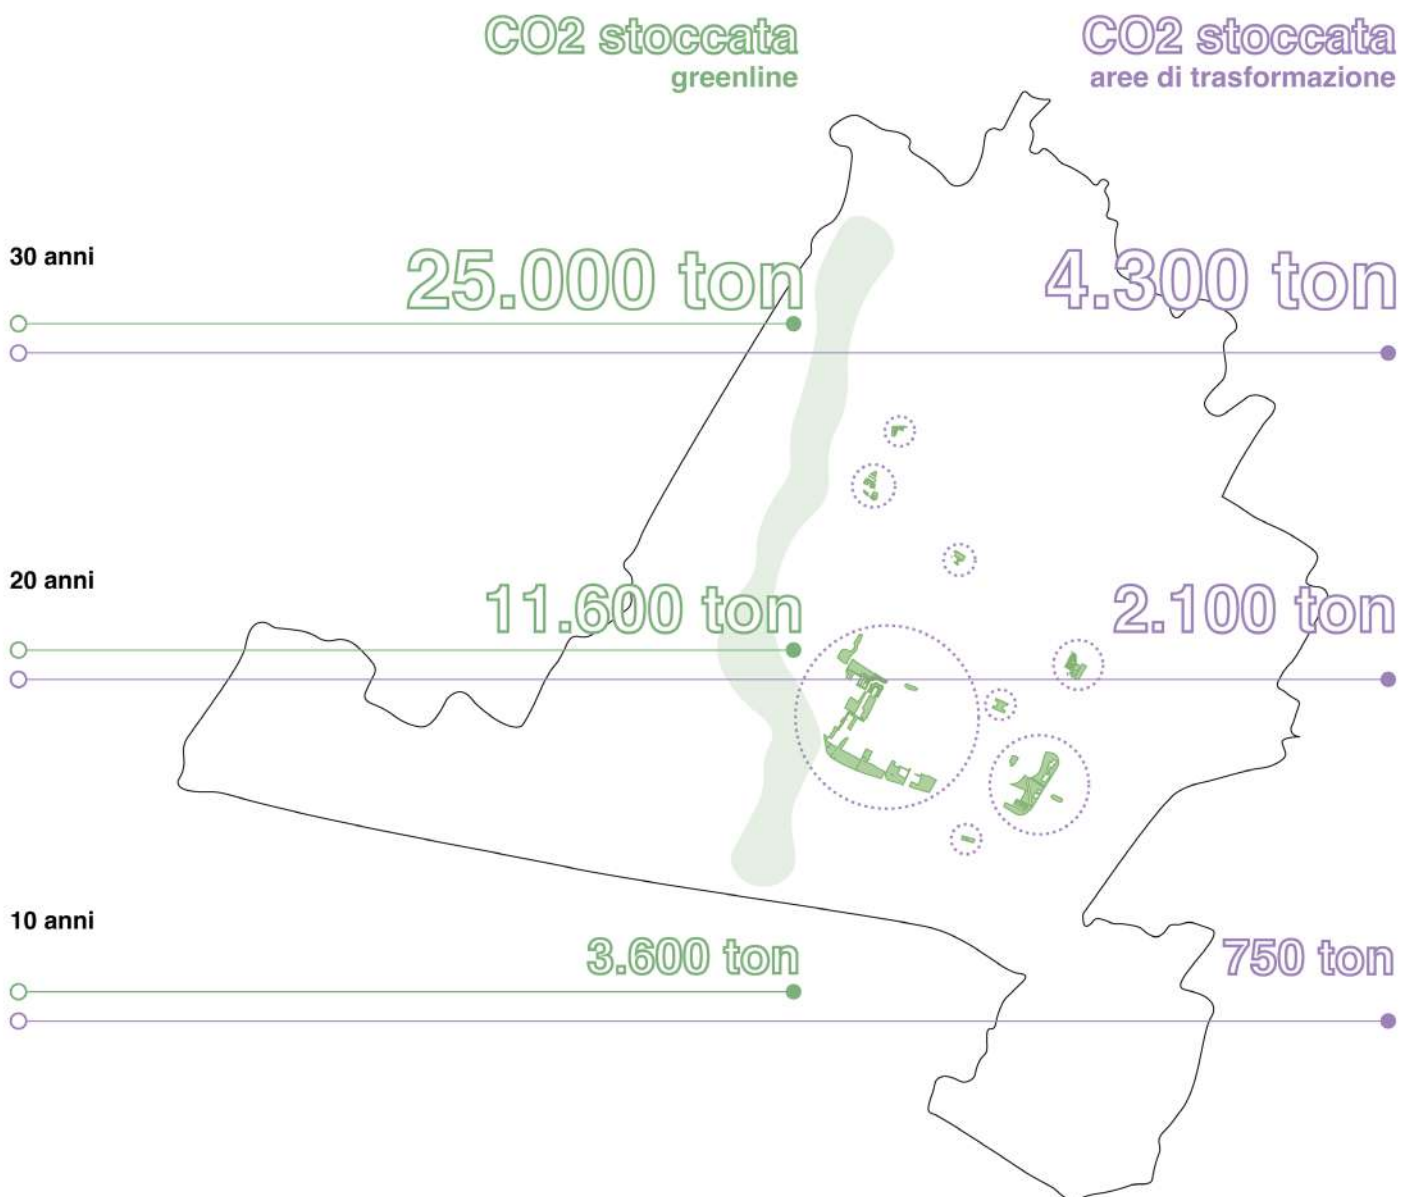 CO2 stoccata
greenline
CO2 stoccata
aree di trasformazione
30 anni
25.000 ton
4.300 ton
20 anni
11.600 ton
2.100 ton
10 anni
3.600 ton
750 ton